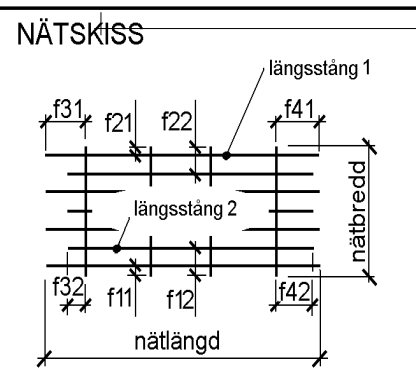 NÄTSKISS
längsstång 1
f31
f21
f22
f41
nätbredd
längsstång 2
f32
f11
f12
f42
nätlängd